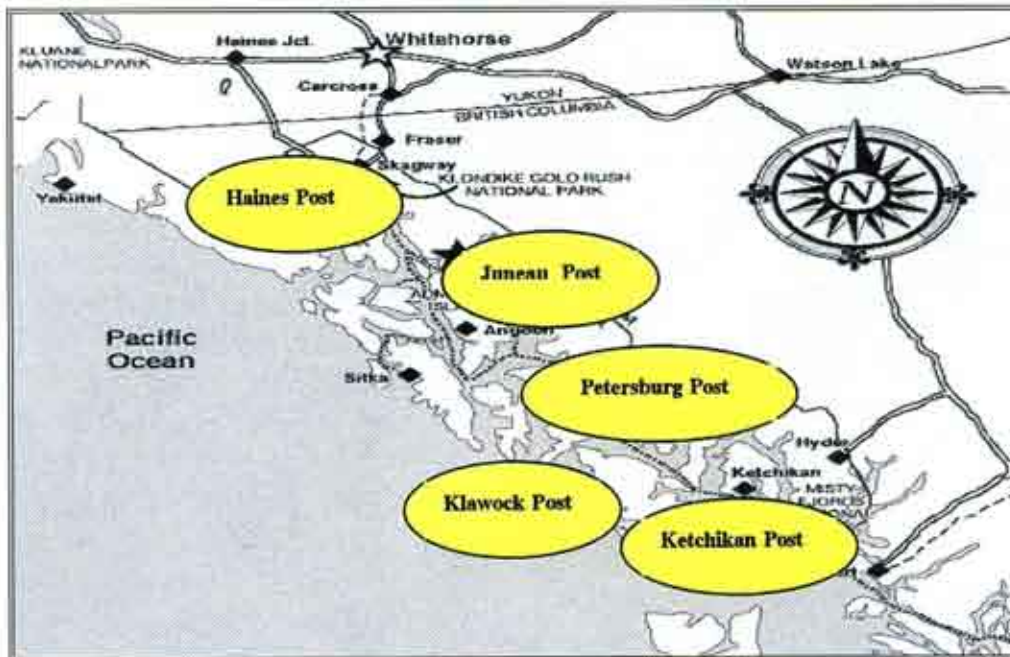 KLUANE
NATIONAL PARK
Haines Jct.
Whitehorse
Watson Lake
Carcross
YUKON
BRITISH COLUMBIA
Fraser
Skagway
KLONDIKE GOLD RUSH
NATIONAL PARK
Yakutat
Haines Post
N
Juneau Post
Angoon
Pacific
Ocean
Sitka
Petersburg Post
Hyder
Ketchikan
MISTY
Klawock Post
Ketchikan Post